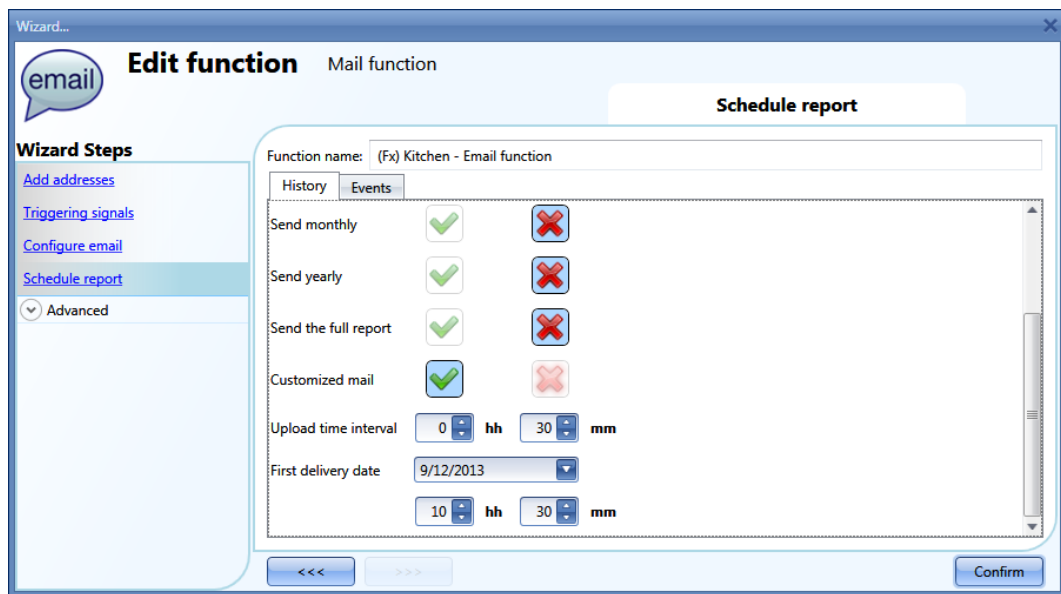 Wizard...
email
Edit function Mail function
Schedule report
Wizard Steps
Add addresses
Triggering signals
Configure email
Schedule report
Advanced
Function name: (Fx) Kitchen - Email function
History Events
Send monthly
Send yearly
Send the full report
Customized mail
Upload time interval 0 hh 30 mm
First delivery date 9/12/2013
10 hh 30 mm
<<< >>> Confirm